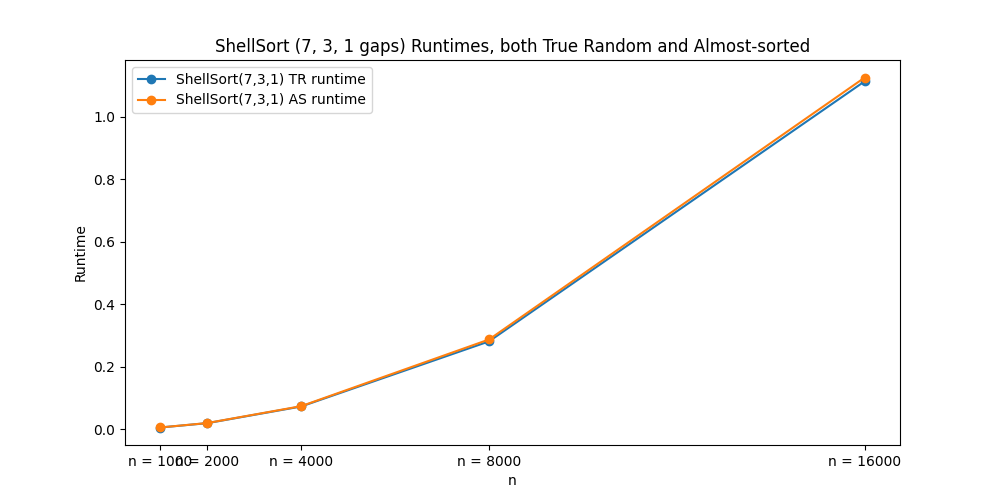 ShellSort (7, 3, 1 gaps) Runtimes, both True Random and Almost-sorted
ShellSort(7,3,1) TR runtime
ShellSort(7,3,1) AS runtime
1.0
0.8
0.6
0.4
0.2
0.0
Runtime
n = 1000
n = 2000
n = 4000
n = 8000
n = 16000
n